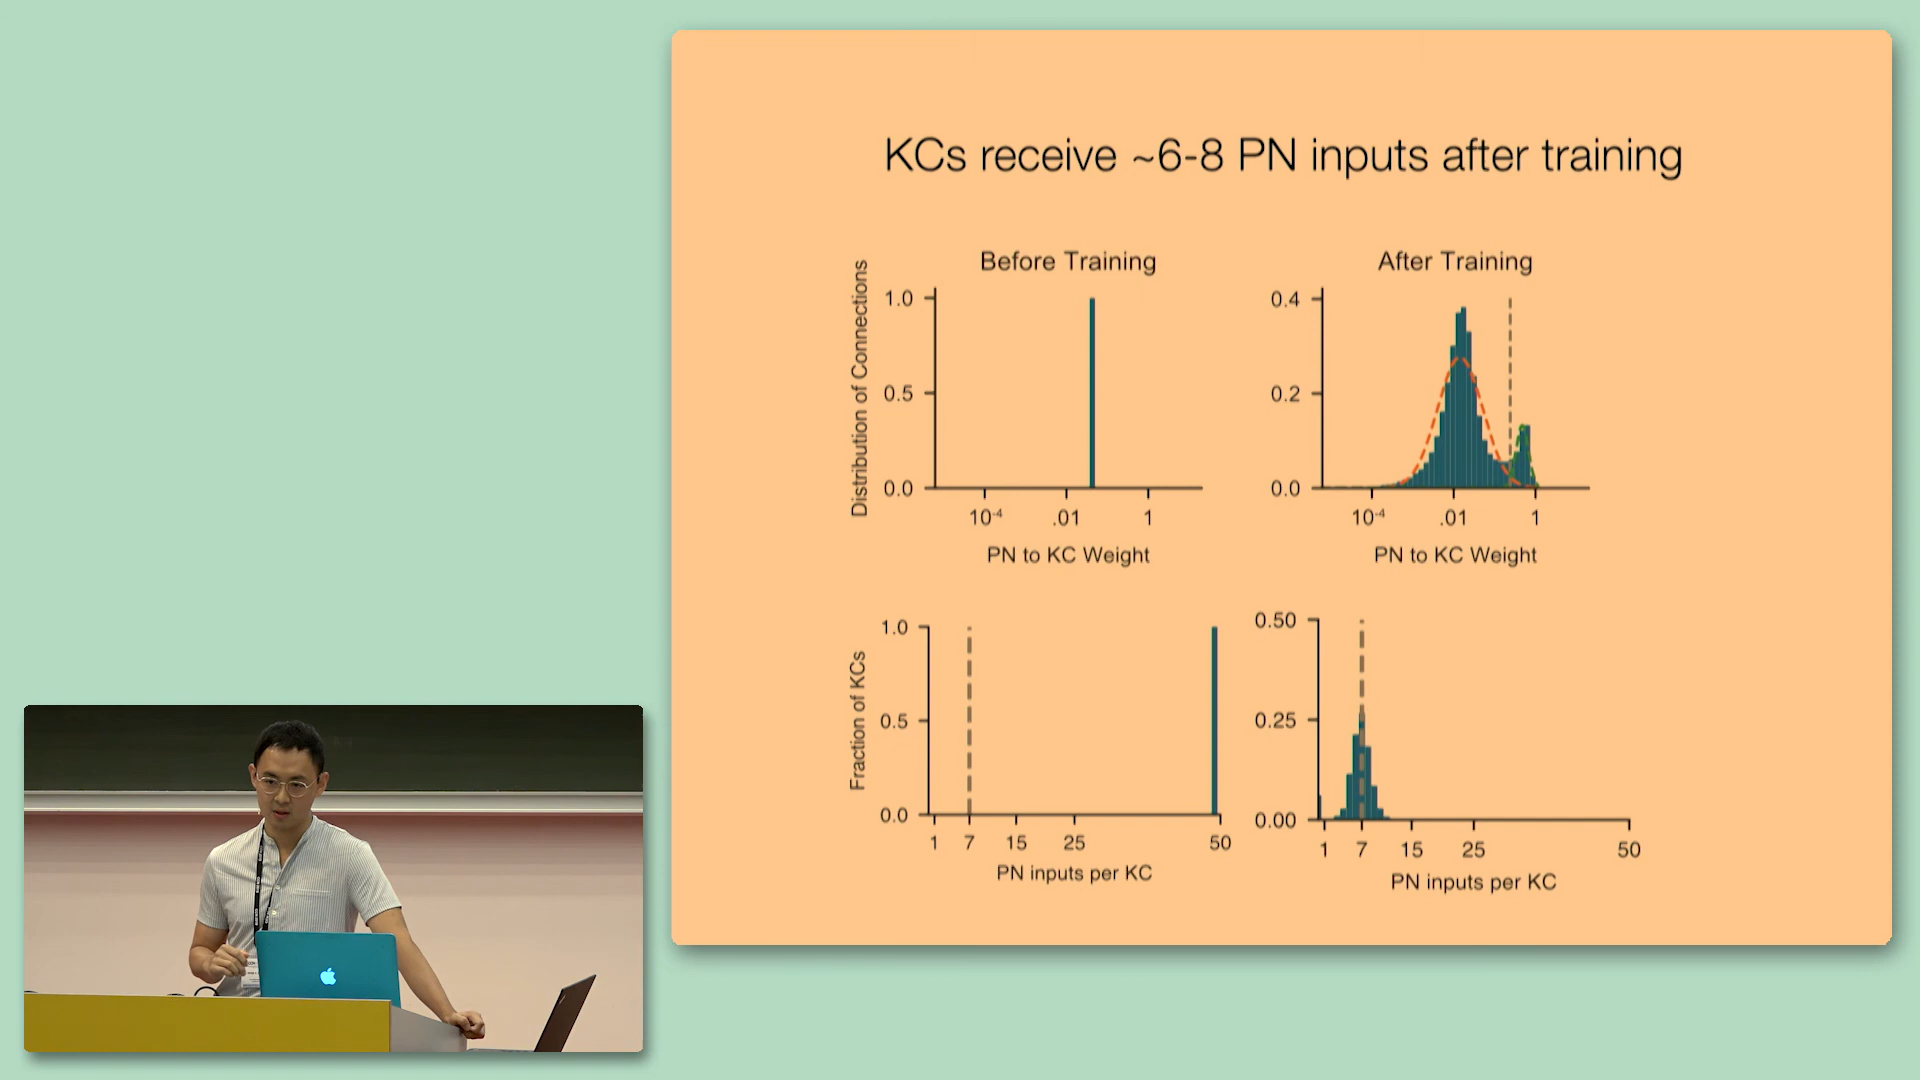 KCs receive ~6-8 PN inputs after training
Before Training
Distribution of Connections
1.0
0.5
0.0
10-4 .01 1
PN to KC Weight
After Training
0.4
0.2
0.0
10-4 .01 1
PN to KC Weight
Fraction of KCs
1.0
0.5
0.0
1 7 15 25 50
PN inputs per KC
0.50
0.25
0.00
1 7 15 25 50
PN inputs per KC